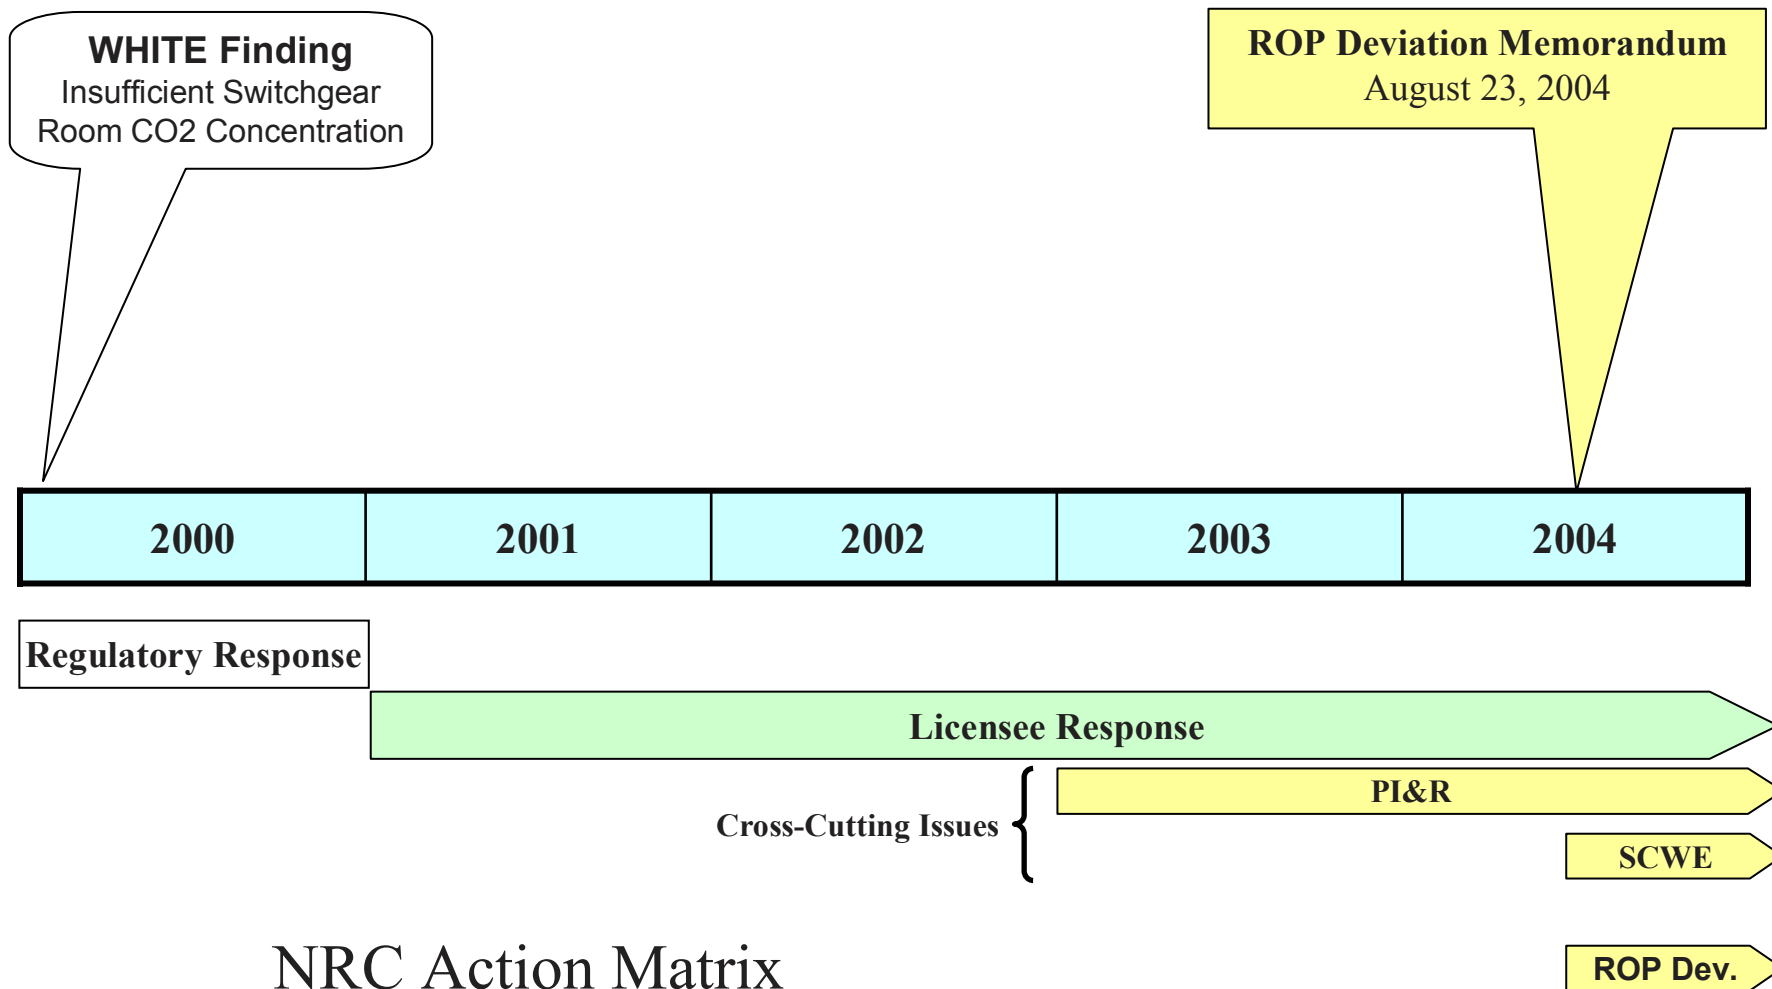 WHITE Finding
Insufficient Switchgear
Room CO2 Concentration
ROP Deviation Memorandum
August 23, 2004
2000
2001
2002
2003
2004
Regulatory Response
Licensee Response
PI&R
Cross-Cutting Issues
SCWE
NRC Action Matrix
ROP Dev.